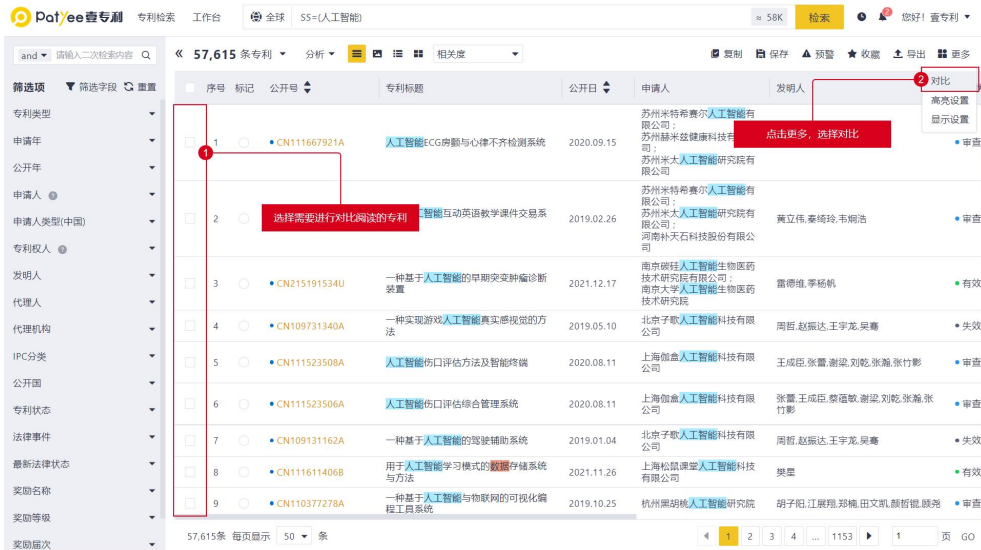 Patyee壹专利 专利检索 工作台 全球 SS=(人工智能) ≈ 58K 检索 2 您好! 壹专利
and 请输入二次检索内容 57,615 条专利 分析 相关度 复制 保存 预警 收藏 导出 更多
筛选项 筛选字段 重置 序号 标记 公开号 专利标题 公开日 申请人 发明人 2 对比
高亮设置
显示设置
点击更多，选择对比
专利类型
申请年
公开年
申请人
申请人类型(中国)
专利权人
发明人
代理人
代理机构
IPC分类
公开国
专利状态
法律事件
最新法律状态
奖励名称
奖励等级
奖励届次
1
选择需要进行对比阅读的专利
1 CN111667921A 人工智能ECG房颤与心律不齐检测系统 2020.09.15 审查
苏州米特希赛尔人工智能有
限公司；
苏州赫米兹健康科技有
司；
苏州米太人工智能研究院有
限公司
2 智能互动英语教学课件交易系 2019.02.26 黄立伟,秦绮玲,韦炯浩 审查
苏州米特希赛尔人工智能有
限公司；
苏州米太人工智能研究院有
限公司；
河南补天石科技股份有限公
司
3 CN215191534U 一种基于人工智能的早期突变肿瘤诊断
装置 2021.12.17 雷德维,季杨帆 有效
南京碳硅人工智能生物医药
技术研究院有限公司；
南京大学人工智能生物医药
技术研究院
4 CN109731340A 一种实现游戏人工智能真实感视觉的方
法 2019.05.10 北京子歌人工智能科技有限
公司 周哲,赵振达,王宇龙,吴骞 失效
5 CN111523508A 人工智能伤口评估方法及智能终端 2020.08.11 上海伽盒人工智能科技有限
公司 王成臣,张蕾,谢梁,刘乾,张瀚,张竹影 审查
6 CN111523506A 人工智能伤口评估综合管理系统 2020.08.11 上海伽盒人工智能科技有限
公司 张蕾,王成臣,蔡蕴敏,谢梁,刘乾,张瀚,张
竹影 审查
7 CN109131162A 一种基于人工智能的驾驶辅助系统 2019.01.04 北京子歌人工智能科技有限
公司 周哲,赵振达,王宇龙,吴骞 失效
8 CN111611406B 用于人工智能学习模式的数据存储系统
与方法 2021.11.26 上海松鼠课堂人工智能科技
有限公司 樊星 有效
9 CN110377278A 一种基于人工智能与物联网的可视化编
程工具系统 2019.10.25 杭州黑胡桃人工智能研究院 胡子阳,江展翔,郑楠,田文凯,颜哲锟,顾尧 审查
57,615条 每页显示 50 条 1 2 3 4 ... 1153 1 页 GO